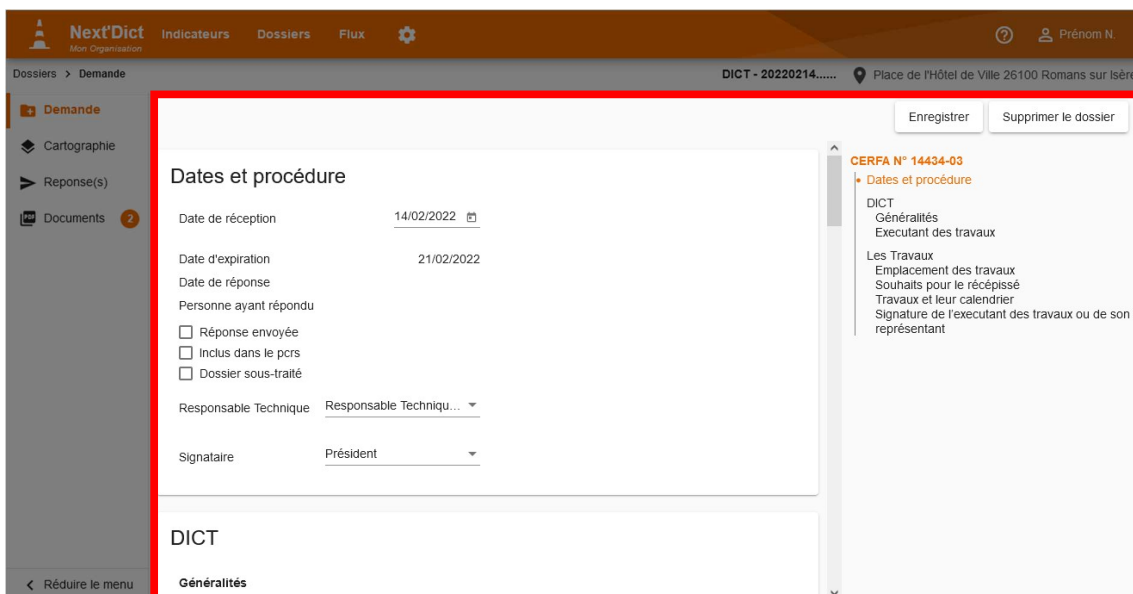 Next'Dict
Mon Organisation
Indicateurs Dossiers Flux
Prénom N.
Dossiers > Demande
DICT - 20220214...... Place de l'Hôtel de Ville 26100 Romans sur Isère
Demande
Cartographie
Reponse(s)
PDF Documents 2
Réduire le menu
Enregistrer Supprimer le dossier
Dates et procédure
Date de réception 14/02/2022
Date d'expiration 21/02/2022
Date de réponse
Personne ayant répondu
Réponse envoyée
Inclus dans le pcrs
Dossier sous-traité
Responsable Technique Responsable Techniqu...
Signataire Président
DICT
Généralités
CERFA N° 14434-03
Dates et procédure
DICT
Généralités
Executant des travaux
Les Travaux
Emplacement des travaux
Souhaits pour le récépissé
Travaux et leur calendrier
Signature de l'executant des travaux ou de son
représentant